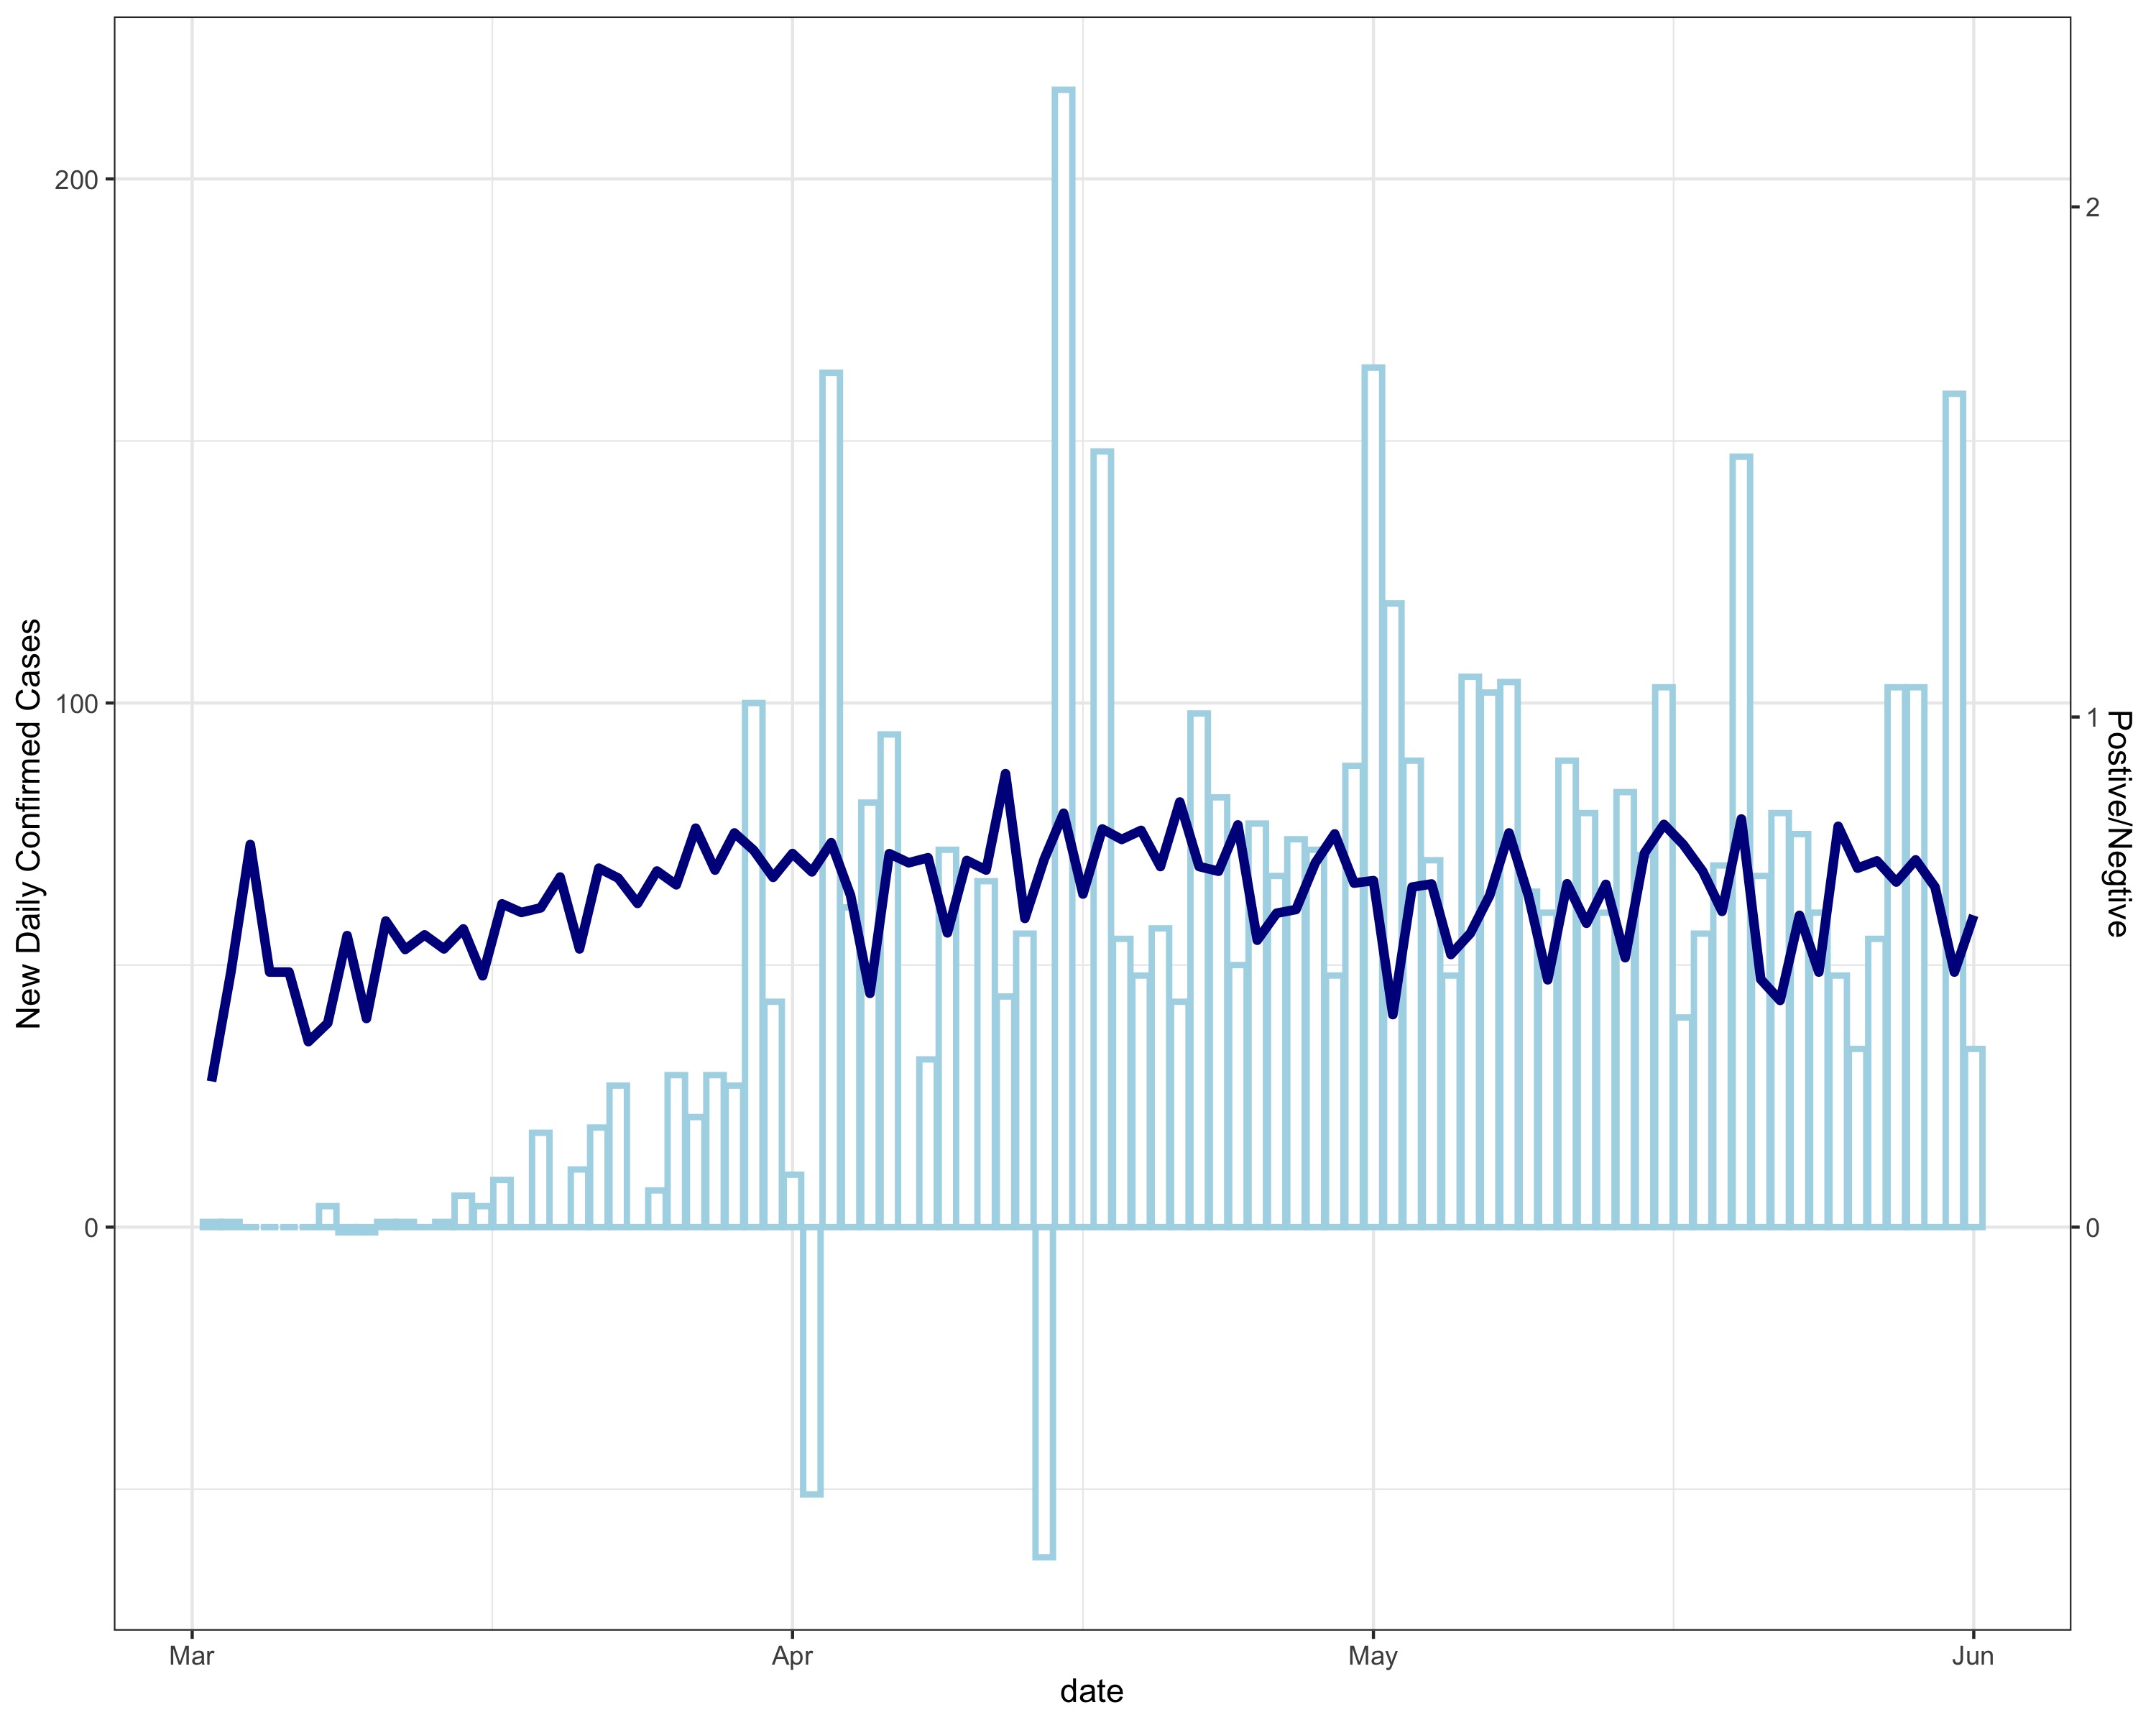 New Daily Confirmed Cases
200
100
0
2
1
0
Postive/Negtive
Mar
Apr
May
Jun
date